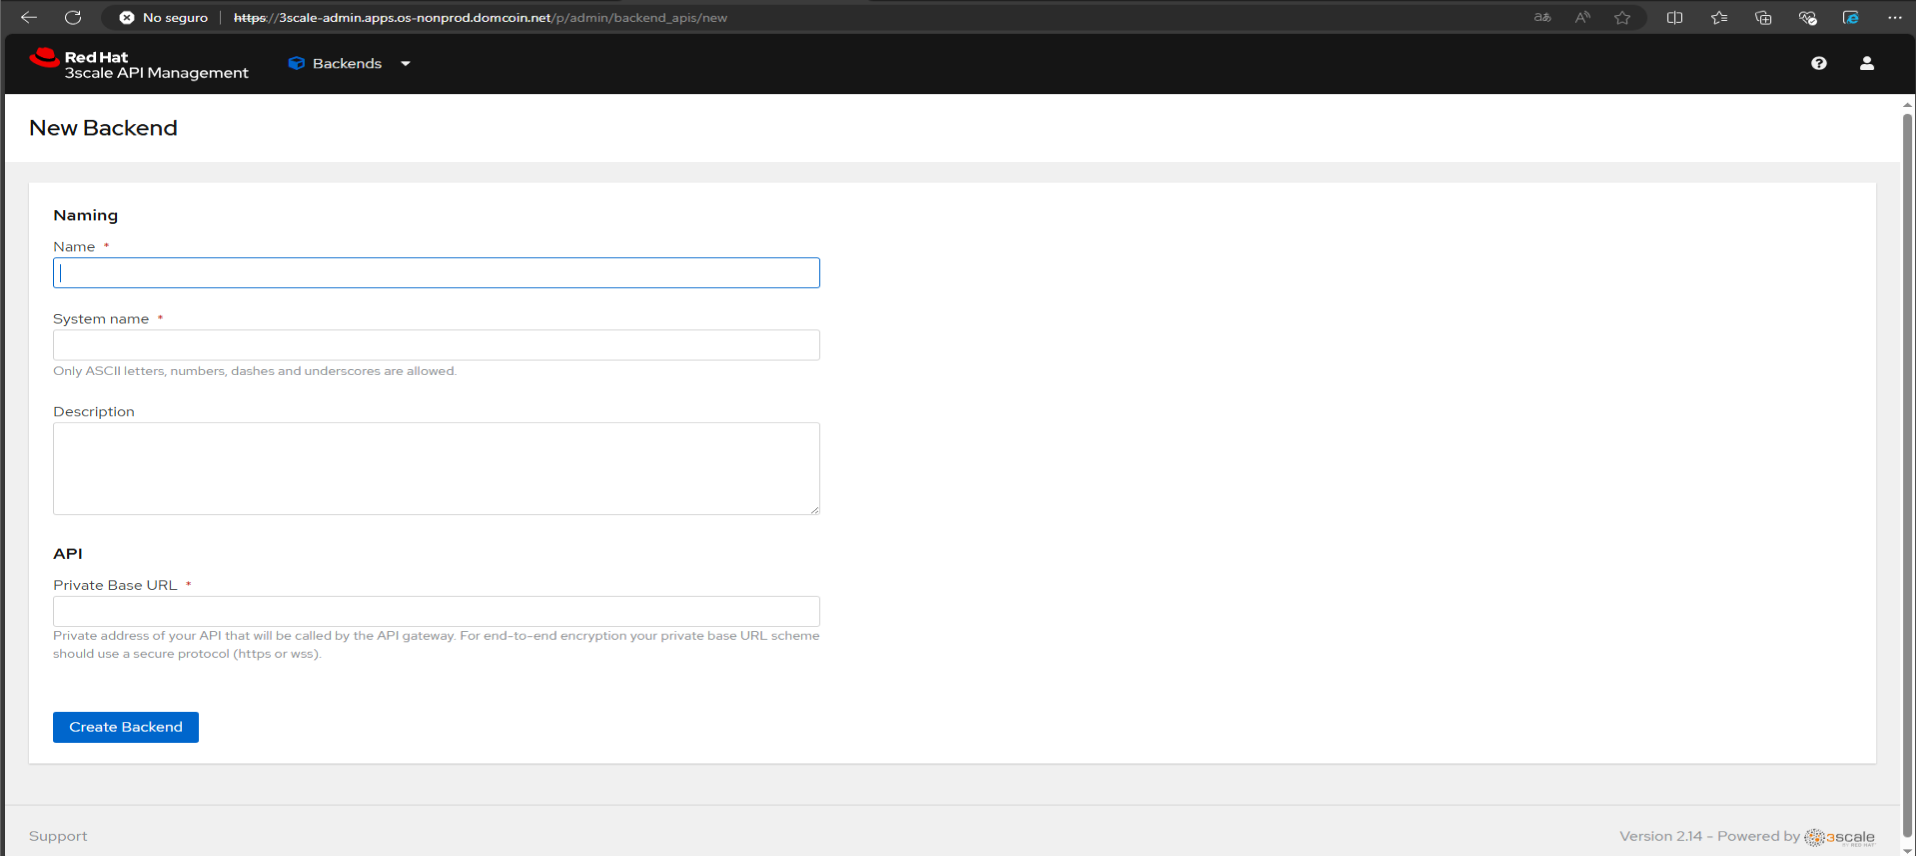 No seguro
https://3scale-admin.apps.os-nonprod.domcoin.net/p/admin/backend_apis/new
Red Hat
3scale API Management
Backends
New Backend
Naming
Name *
System name *
Only ASCII letters, numbers, dashes and underscores are allowed.
Description
API
Private Base URL *
Private address of your API that will be called by the API gateway. For end-to-end encryption your private base URL scheme
should use a secure protocol (https or wss).
Create Backend
Support
Version 2.14 - Powered by 3scale
BY RED HAT